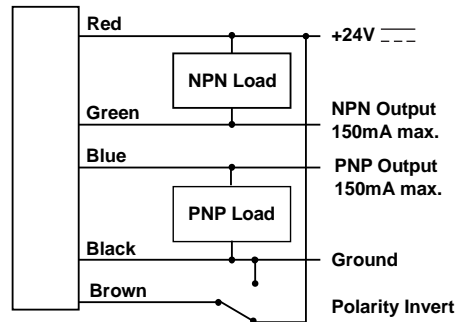 Red
+24V
NPN Load
Green
NPN Output
150mA max.
Blue
PNP Output
150mA max.
PNP Load
Black
Ground
Brown
Polarity Invert